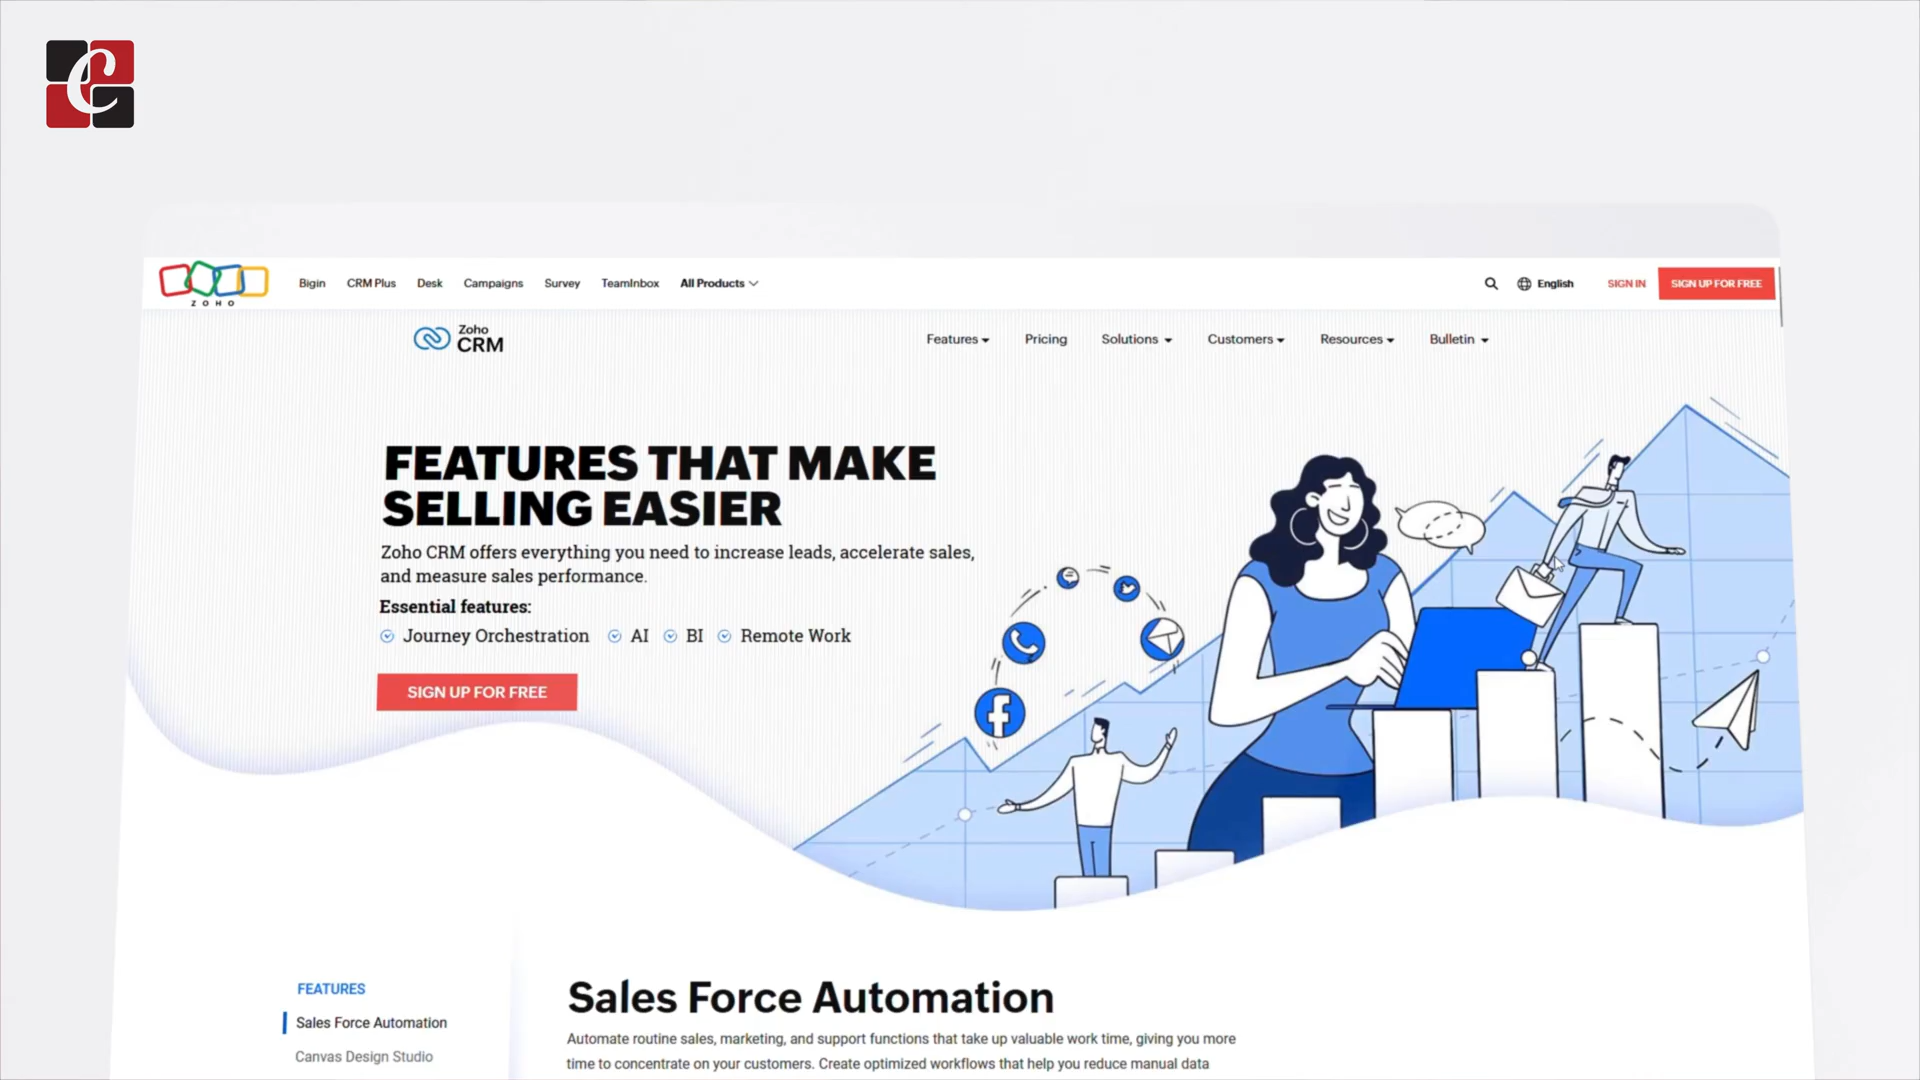 C
ZOHO
Bigin CRM Plus Desk Campaigns Survey TeamInbox All Products
English SIGN IN SIGN UP FOR FREE
Zoho
CRM
Features Pricing Solutions Customers Resources Bulletin
FEATURES THAT MAKE
SELLING EASIER
Zoho CRM offers everything you need to increase leads, accelerate sales,
and measure sales performance.
Essential features:
Journey Orchestration AI BI Remote Work
SIGN UP FOR FREE
f
FEATURES
Sales Force Automation
Canvas Design Studio
Sales Force Automation
Automate routine sales, marketing, and support functions that take up valuable work time, giving you more
time to concentrate on your customers. Create optimized workflows that help you reduce manual data